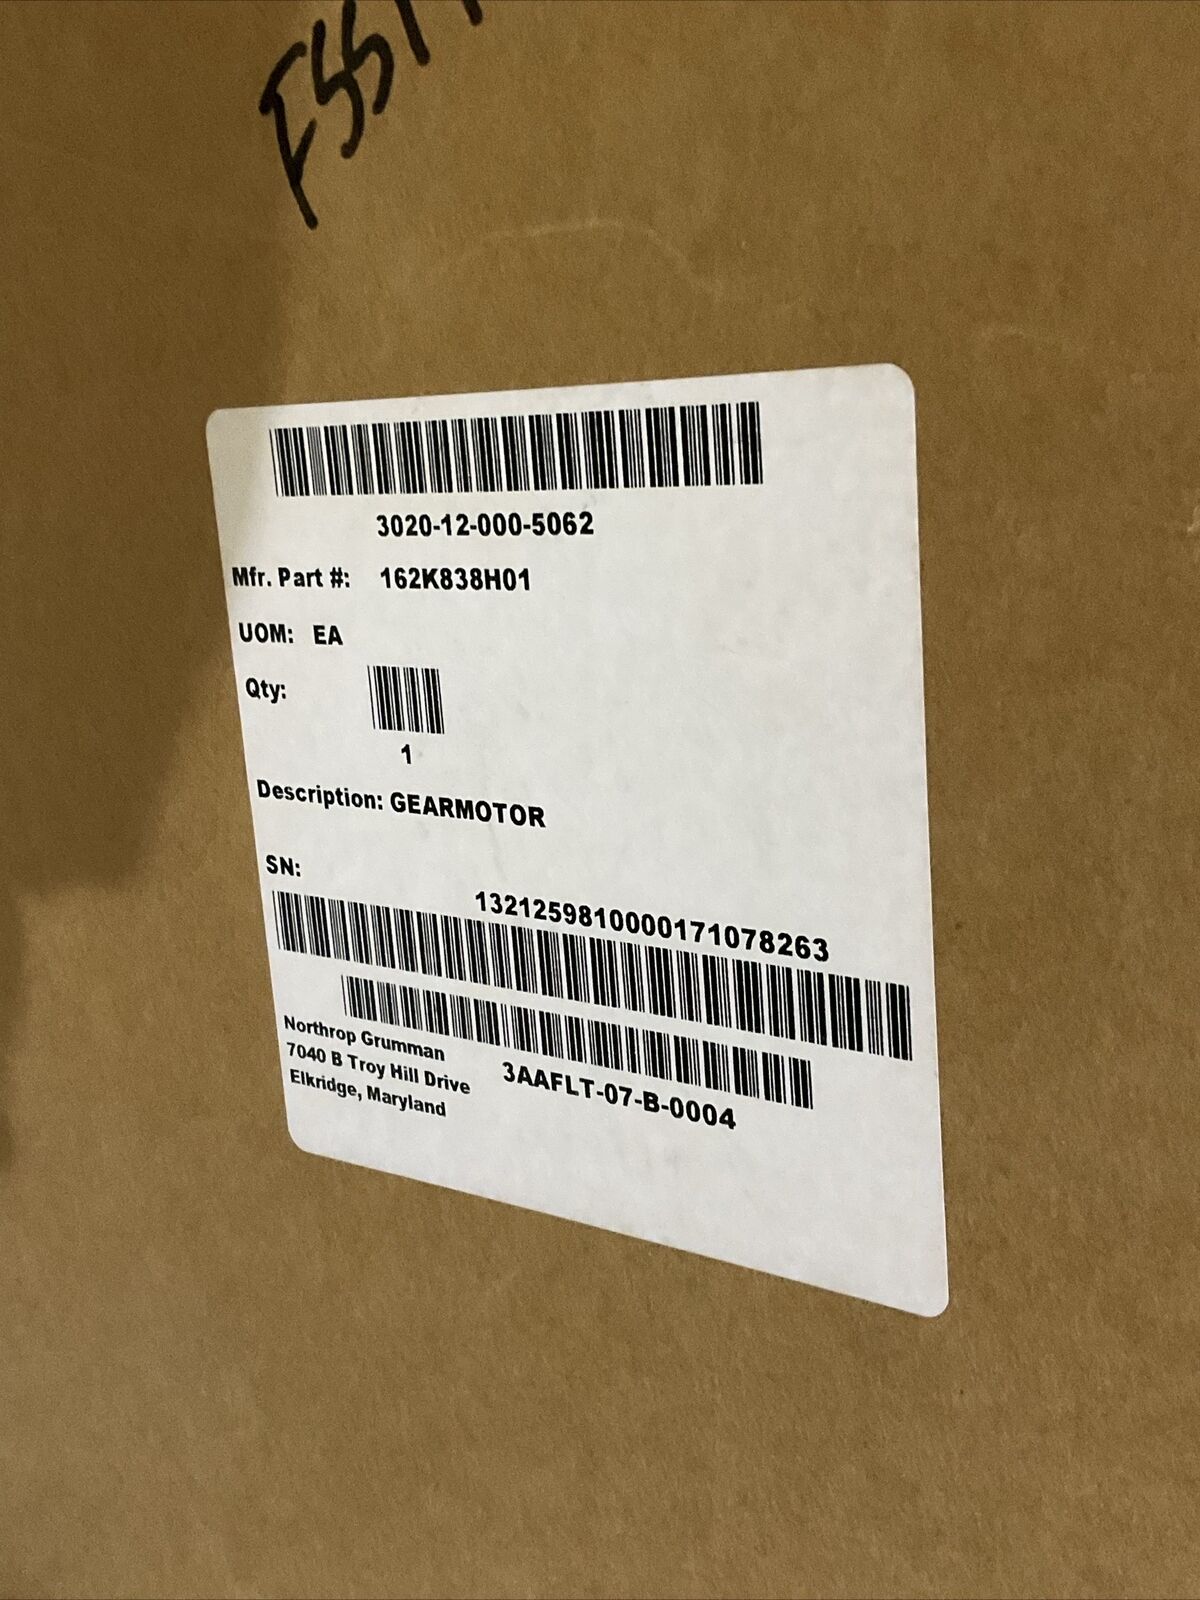 3020-12-000-5062
Mfr. Part #: 162K838H01
UOM: EA
Qty:
1
Description: GEARMOTOR
SN:
1321259810000171078263
Northrop Grumman
7040 B Troy Hill Drive
Elkridge, Maryland
3AAFLT-07-B-0004